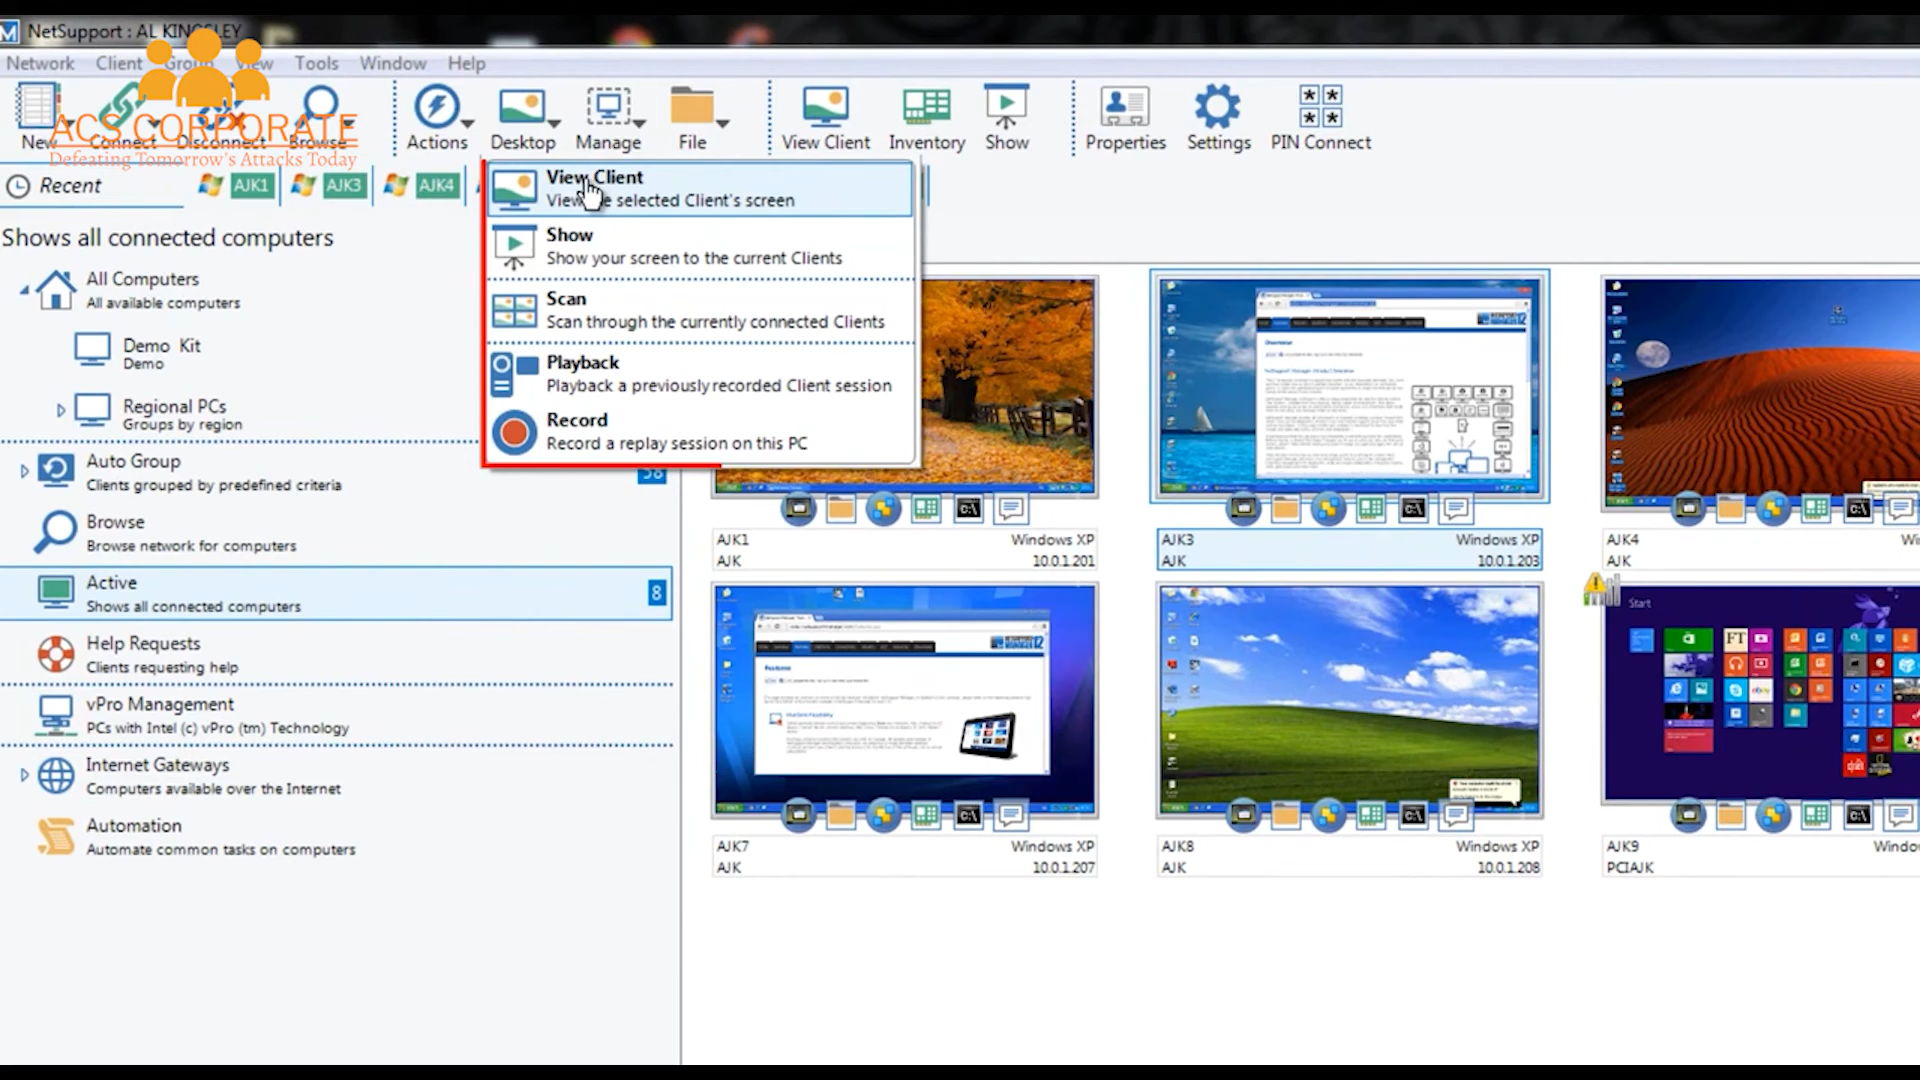 NetSupport : AL KINGSLEY
Network Client Group View Tools Window Help
ACS CORPORATE
Defeating Tomorrow's Attacks Today
New Connect Disconnect Browse Actions Desktop Manage File View Client Inventory Show Properties Settings PIN Connect
Recent AJK1 AJK3 AJK4
View Client
View selected Client's screen
Show
Show your screen to the current Clients
Scan
Scan through the currently connected Clients
Playback
Playback a previously recorded Client session
Record
Record a replay session on this PC
Shows all connected computers
All Computers
All available computers
Demo Kit
Demo
Regional PCs
Groups by region
Auto Group
Clients grouped by predefined criteria
Browse
Browse network for computers
Active
Shows all connected computers
8
Help Requests
Clients requesting help
vPro Management
PCs with Intel (c) vPro (tm) Technology
Internet Gateways
Computers available over the Internet
Automation
Automate common tasks on computers
AJK1 Windows XP
AJK 10.0.1.201
AJK3 Windows XP
AJK 10.0.1.203
AJK4
AJK
Overview
Features
Start
FT
AJK7 Windows XP
AJK 10.0.1.207
AJK8 Windows XP
AJK 10.0.1.208
AJK9
PCIAJK